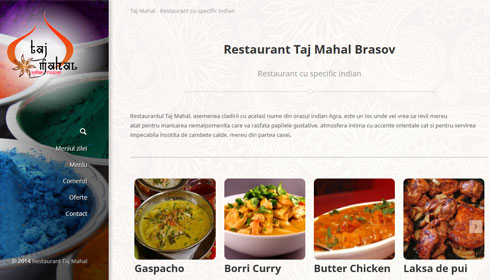 Taj Mahal - Restaurant cu specific indian
taj
mahal
indian cuisine
Restaurant Taj Mahal Brasov
Restaurant cu specific indian
Restaurantul Taj Mahal, asemenea cladirii cu acelasi nume din orasul indian Agra, este un loc unde vei vrea sa revii mereu
atat pentru mancarea nemaipomenita care va rasfata papilele gustative, atmosfera intima cu accente orientale cat si pentru servirea
impecabila insotita de zambete calde, mereu din partea casei.
Meniul zilei
Meniu
Comenzi
Oferte
Contact
© 2014 Restaurant Taj Mahal
Gaspacho
Borri Curry
Butter Chicken
Laksa de pui